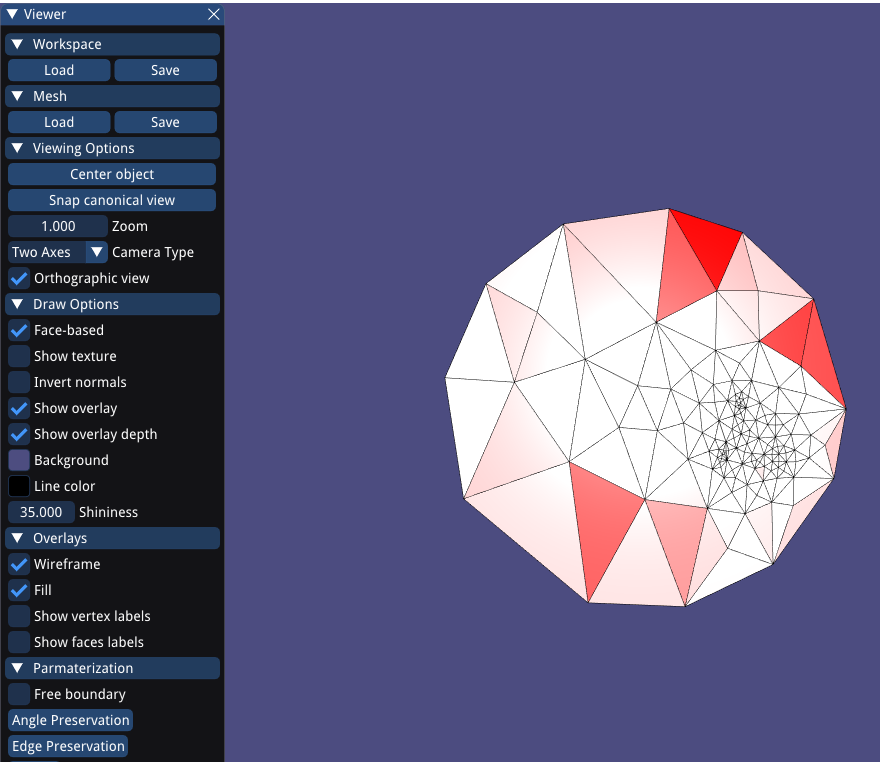 Viewer
Workspace
Load Save
Mesh
Load Save
Viewing Options
Center object
Snap canonical view
1.000 Zoom
Two Axes Camera Type
Orthographic view
Draw Options
Face-based
Show texture
Invert normals
Show overlay
Show overlay depth
Background
Line color
35.000 Shininess
Overlays
Wireframe
Fill
Show vertex labels
Show faces labels
Parmaterization
Free boundary
Angle Preservation
Edge Preservation